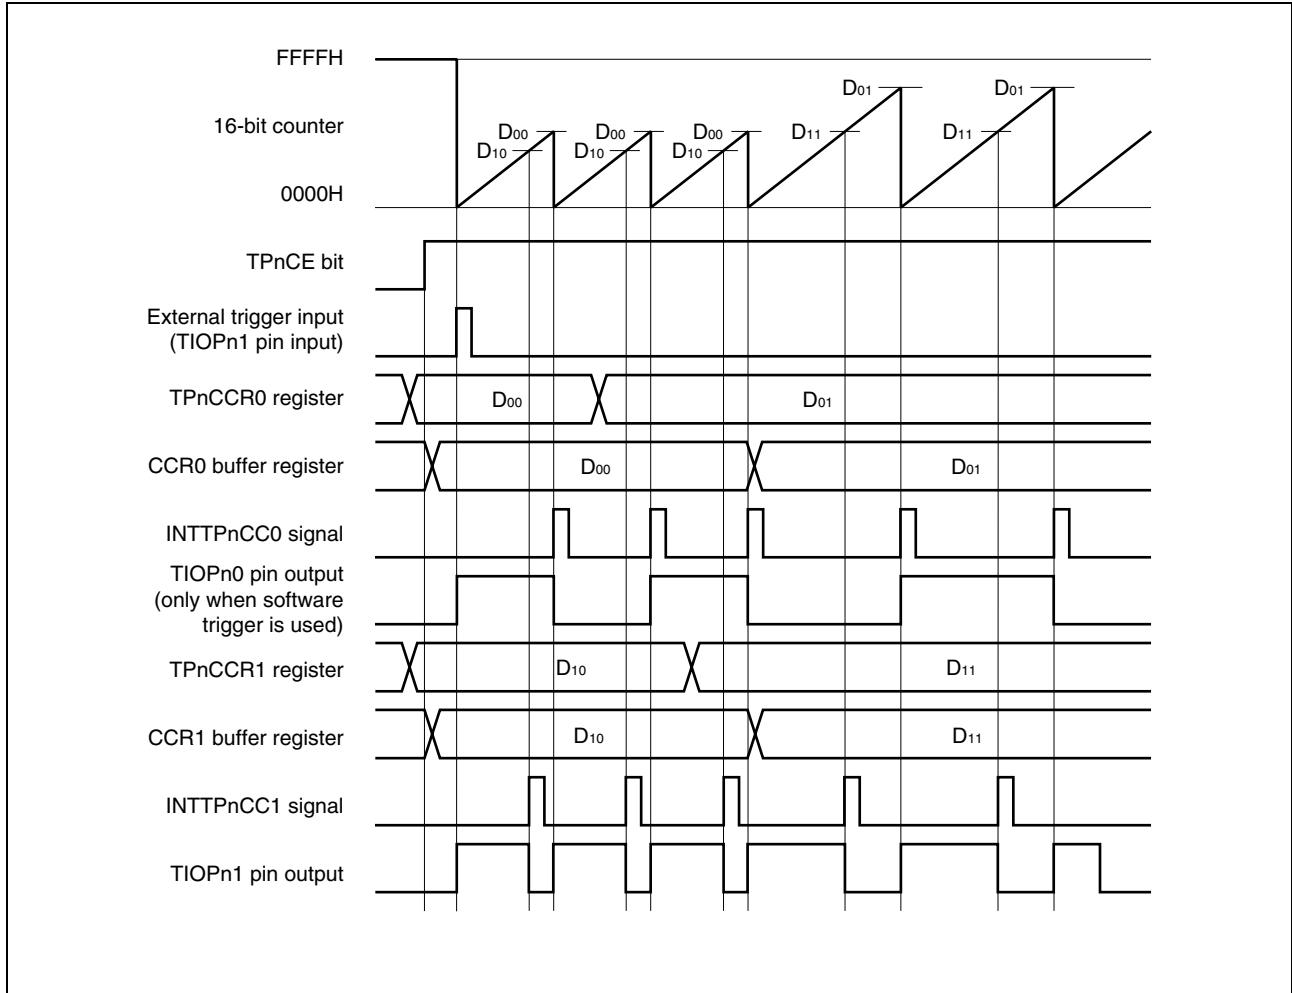 FFFFH
16-bit counter
0000H
D00 D00 D00 D01 D01
D10 D10 D10 D11 D11
TPnCE bit
External trigger input
(TIOPn1 pin input)
TPnCCR0 register
D00 D01
CCR0 buffer register
D00 D01
INTTPnCC0 signal
TIOPn0 pin output
(only when software
trigger is used)
TPnCCR1 register
D10 D11
CCR1 buffer register
D10 D11
INTTPnCC1 signal
TIOPn1 pin output